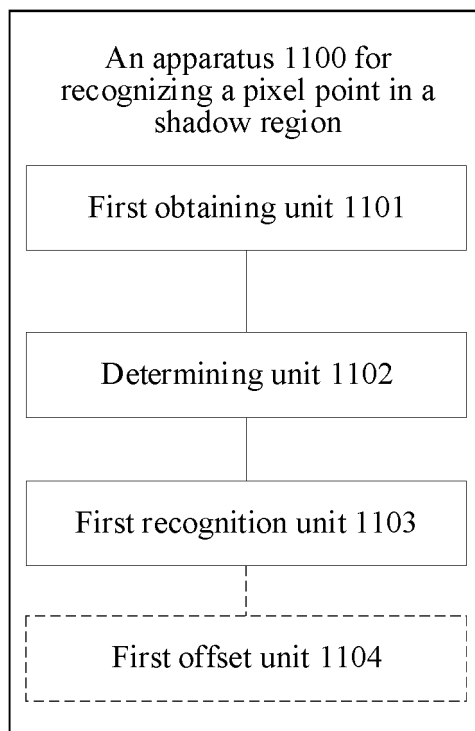 An apparatus 1100 for
recognizing a pixel point in a
shadow region
First obtaining unit 1101
Determining unit 1102
First recognition unit 1103
First offset unit 1104